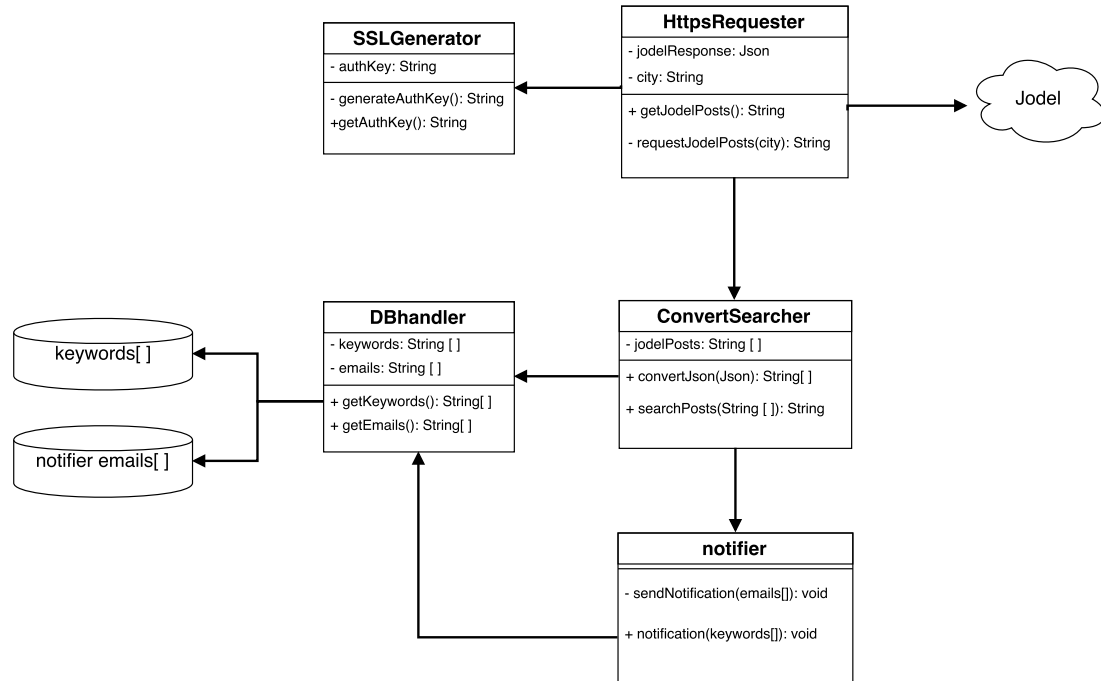 SSLGenerator
- authKey: String
- generateAuthKey(): String
+getAuthKey(): String
HttpsRequester
- jodelResponse: Json
- city: String
+ getJodelPosts(): String
- requestJodelPosts(city): String
Jodel
keywords[ ]
notifier emails[ ]
DBhandler
- keywords: String [ ]
- emails: String [ ]
+ getKeywords(): String[ ]
+ getEmails(): String[ ]
ConvertSearcher
- jodelPosts: String [ ]
+ convertJson(Json): String[ ]
+ searchPosts(String [ ]): String
notifier
- sendNotification(emails[]): void
+ notification(keywords[]): void